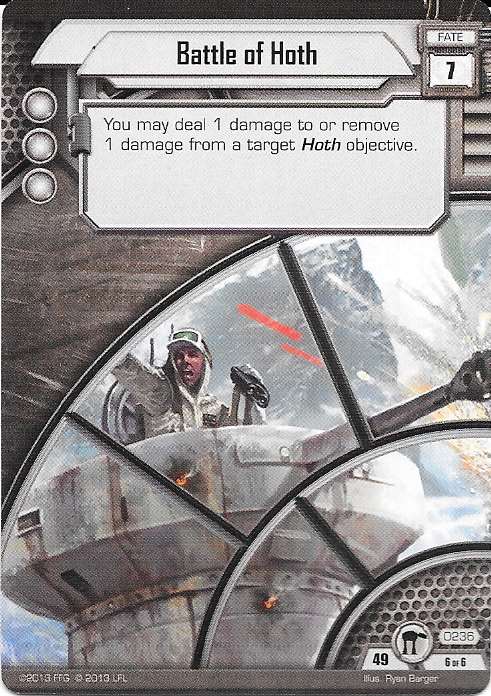 Battle of Hoth
FATE
7
You may deal 1 damage to or remove
1 damage from a target Hoth objective.
0236
49
6 of 6
©2013 FFG © 2013 LFL
Illus. Ryan Barger